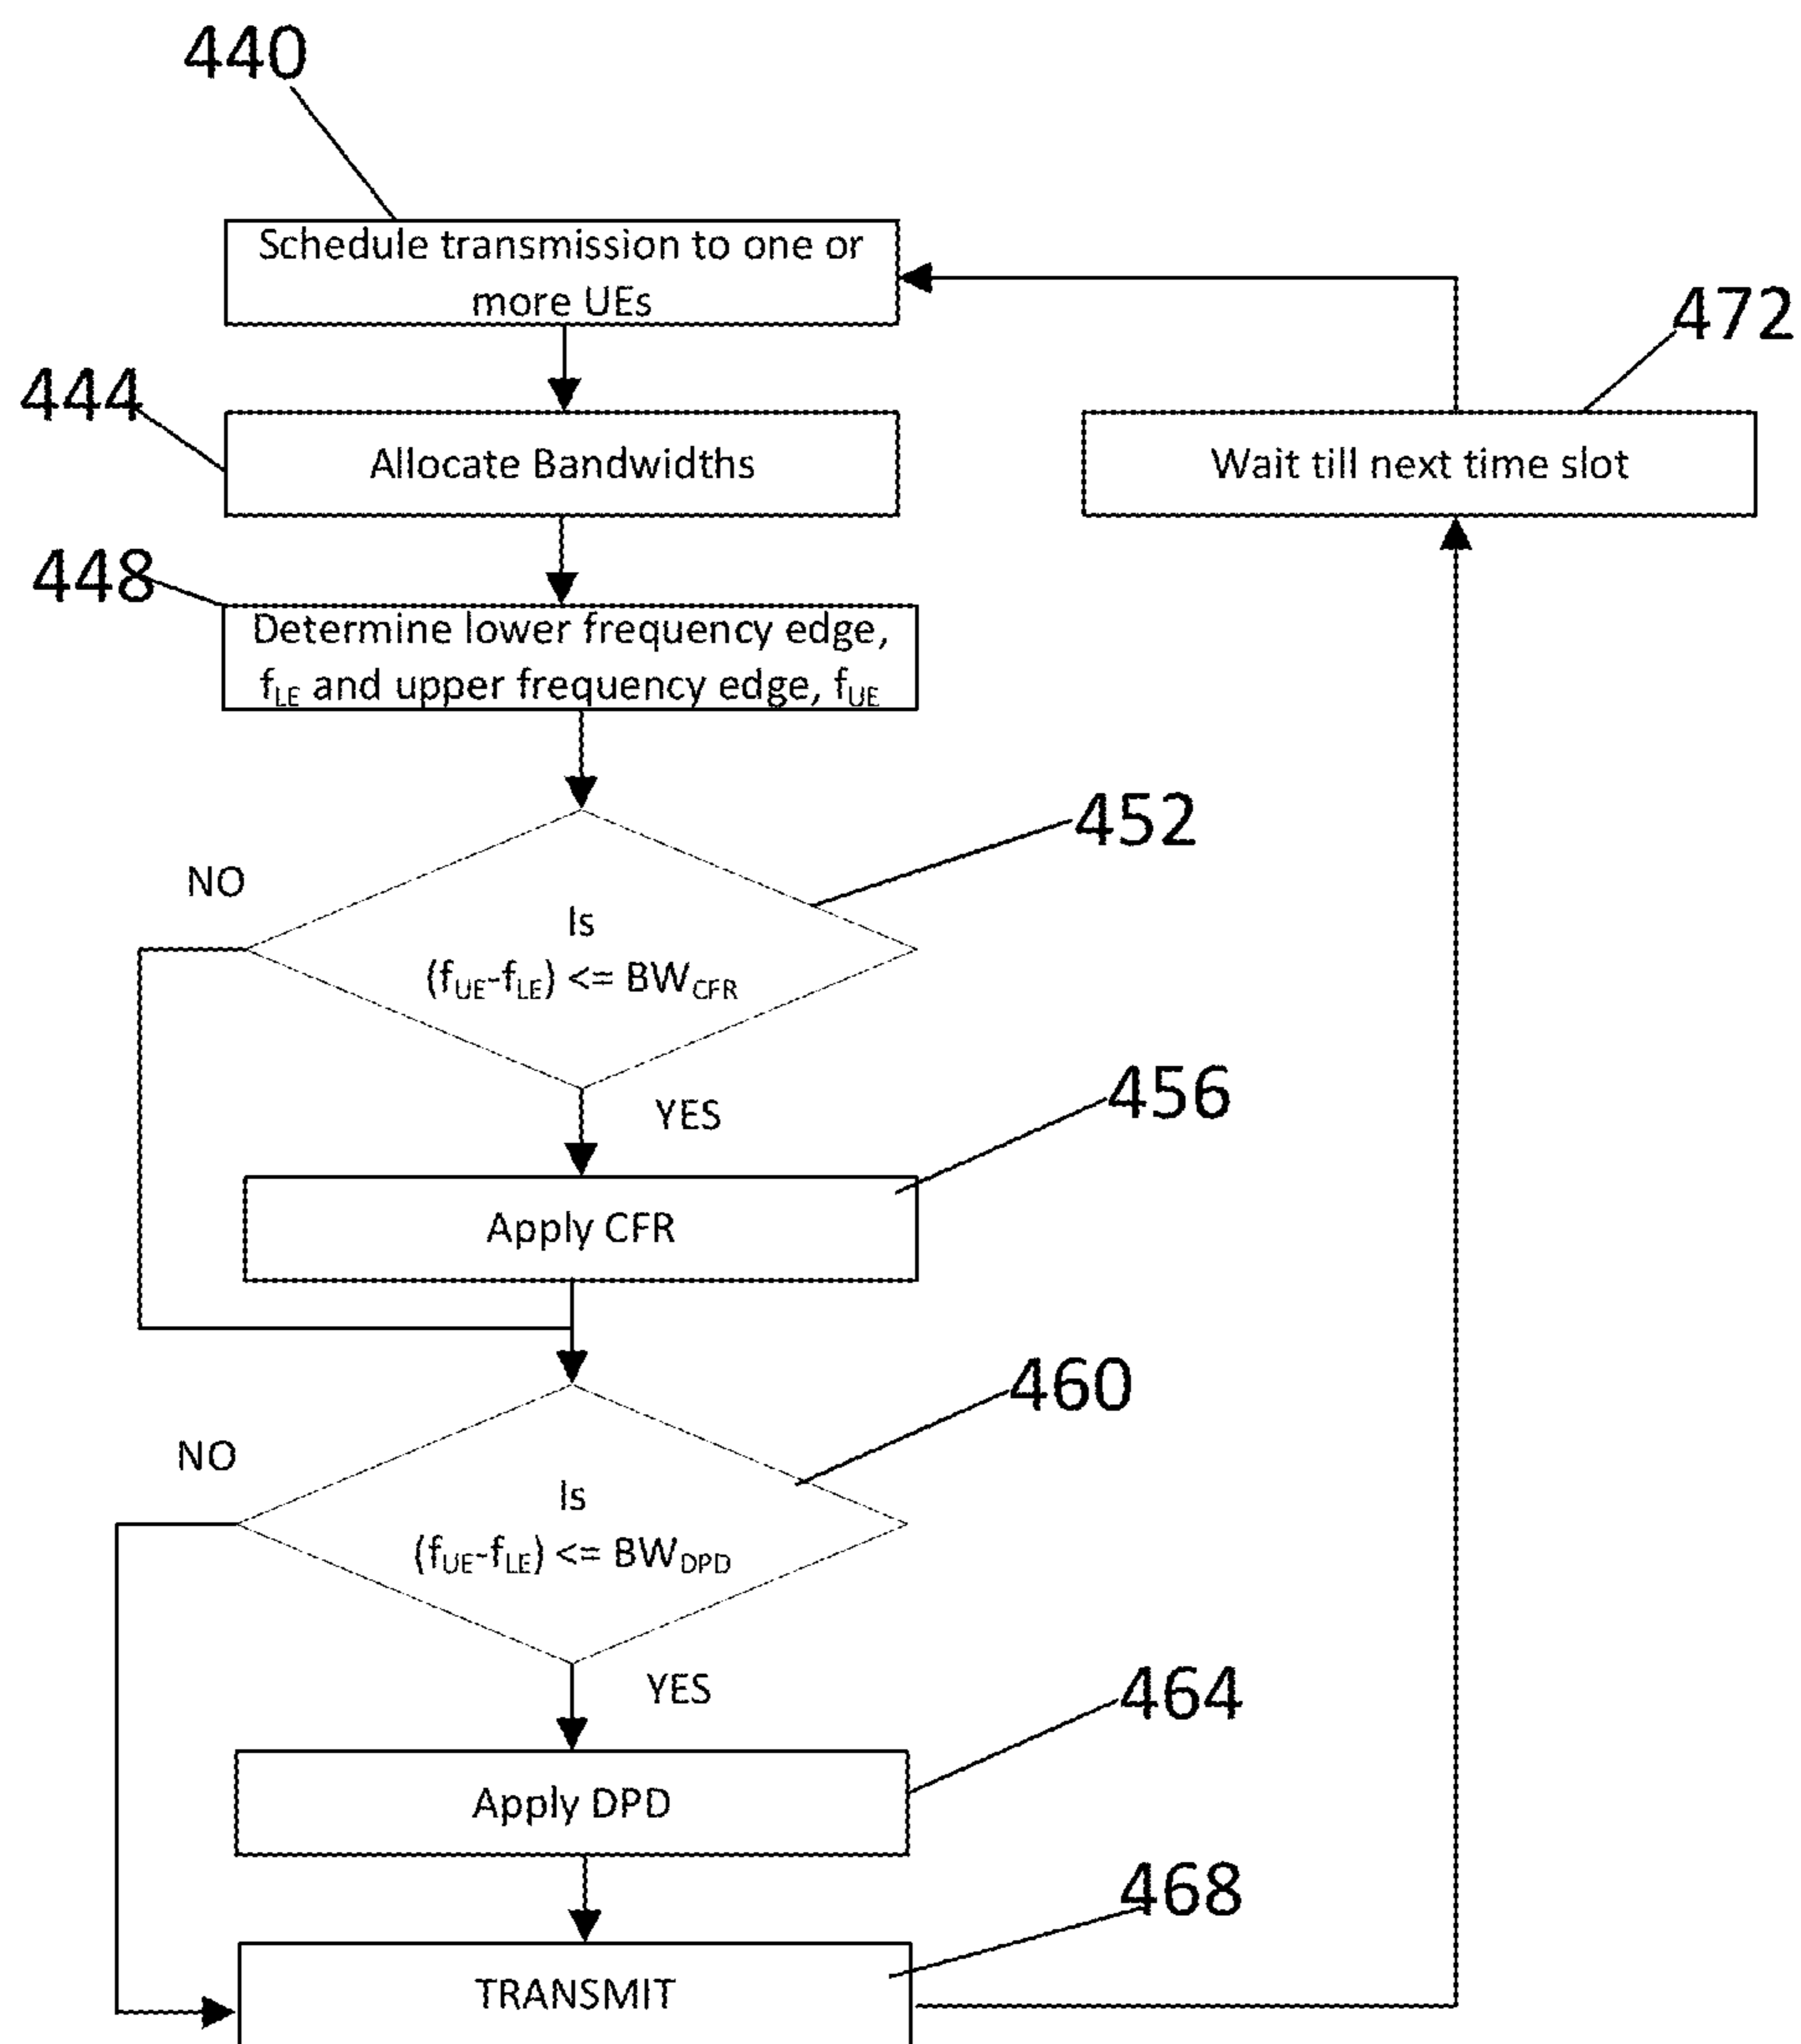 440
Schedule transmission to one or
more UEs
472
444
Allocate Bandwidths
Wait till next time slot
448
Determine lower frequency edge,
fLE and upper frequency edge, fUE
452
NO
Is
(fUE-fLE) <= BWCFR
YES
456
Apply CFR
460
NO
Is
(fUE-fLE) <= BWDPD
YES
464
Apply DPD
468
TRANSMIT